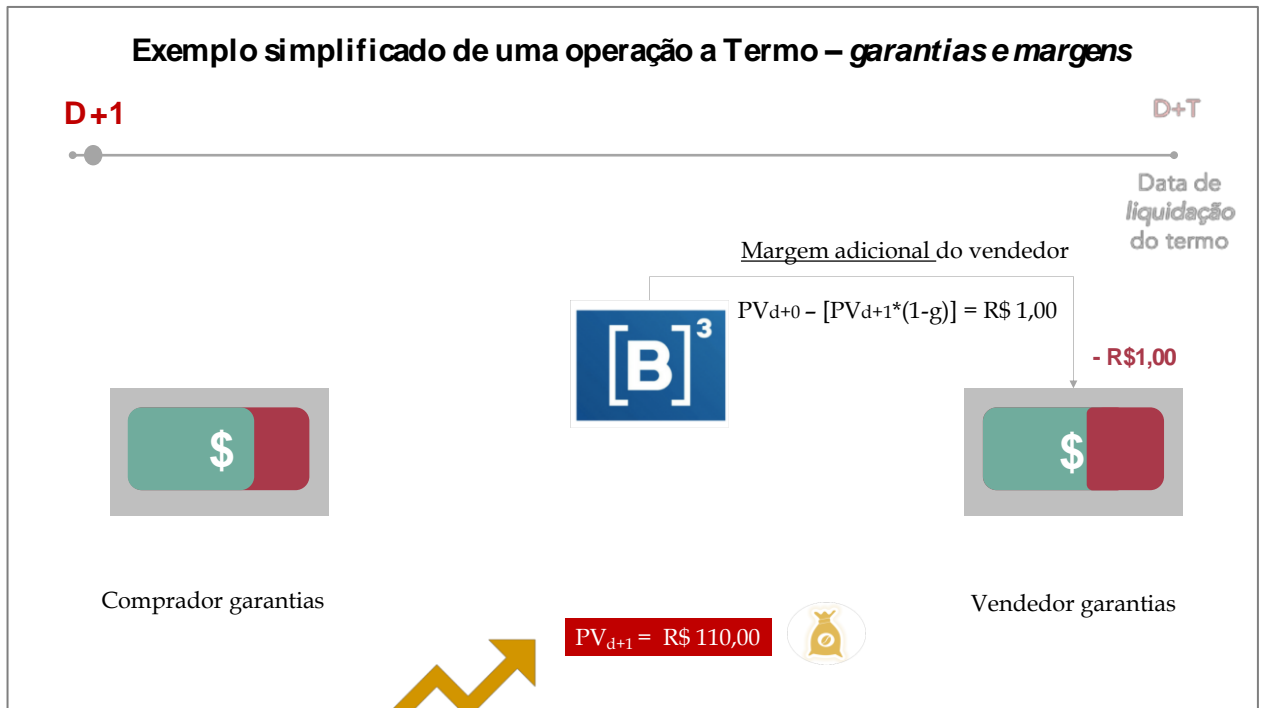 Exemplo simplificado de uma operação a Termo – garantias e margens
D+1
D+T
Data de
liquidação
do termo
Margem adicional do vendedor
PVd+0 – [PVd+1*(1-g)] = R$ 1,00
[B]³
- R$1,00
$
$
Comprador garantias
Vendedor garantias
PVd+1 = R$ 110,00